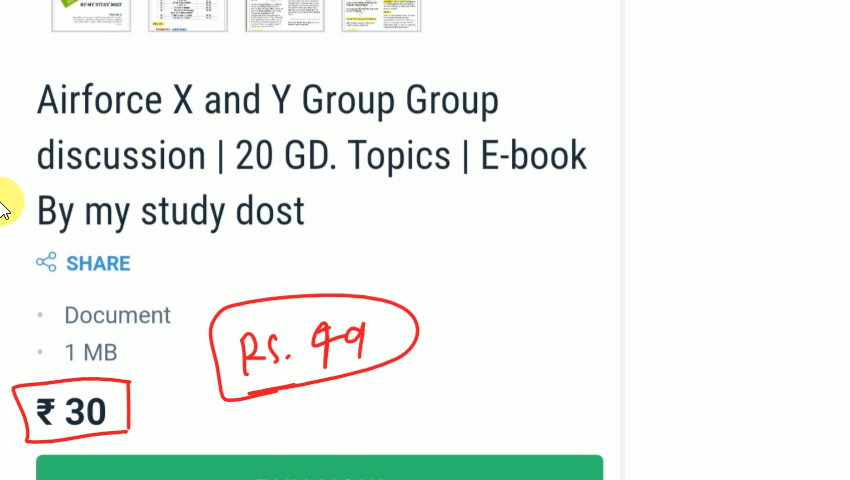 Airforce X and Y Group Group
discussion | 20 GD. Topics | E-book
By my study dost
SHARE
Document
1 MB
Rs. 99
₹ 30